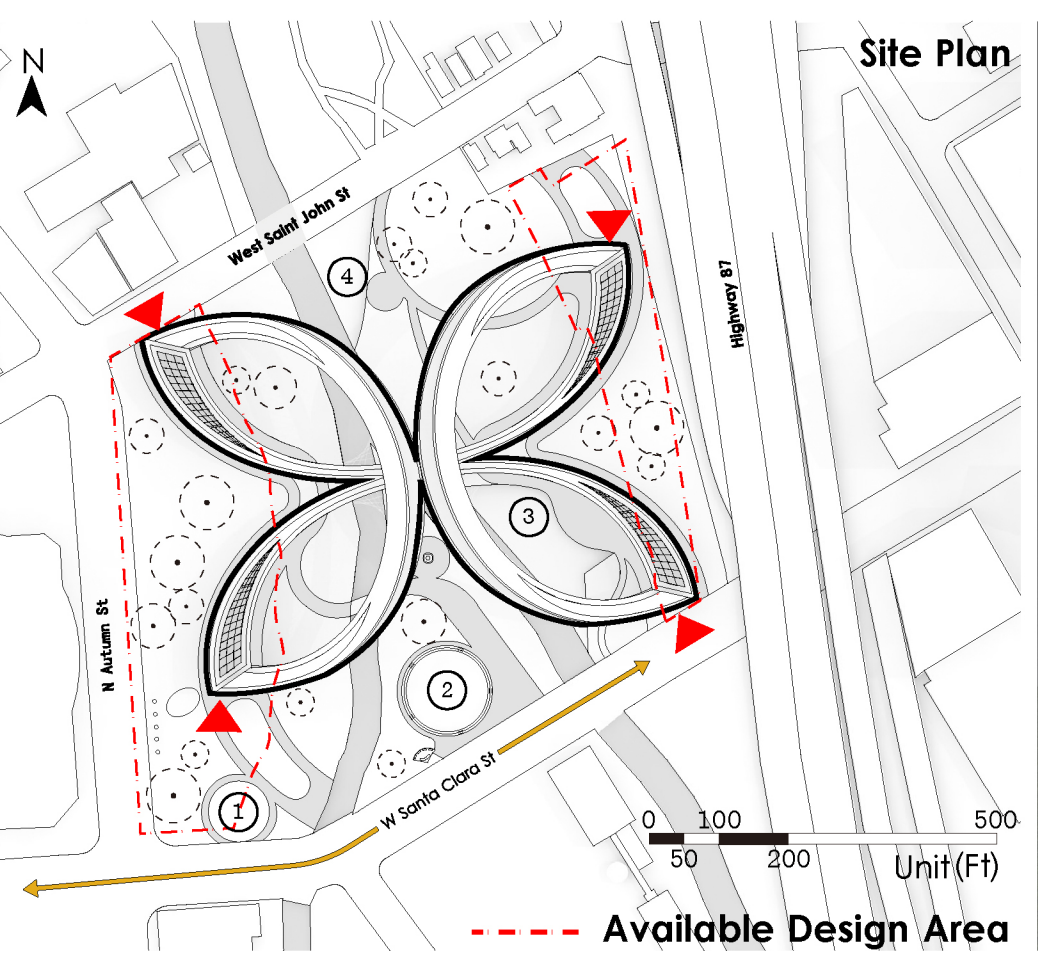 Site Plan
N
West Saint John St
4
Highway 87
3
N Autumn St
2
W Santa Clara St
1
0 100 500
50 200
Unit(Ft)
Available Design Area